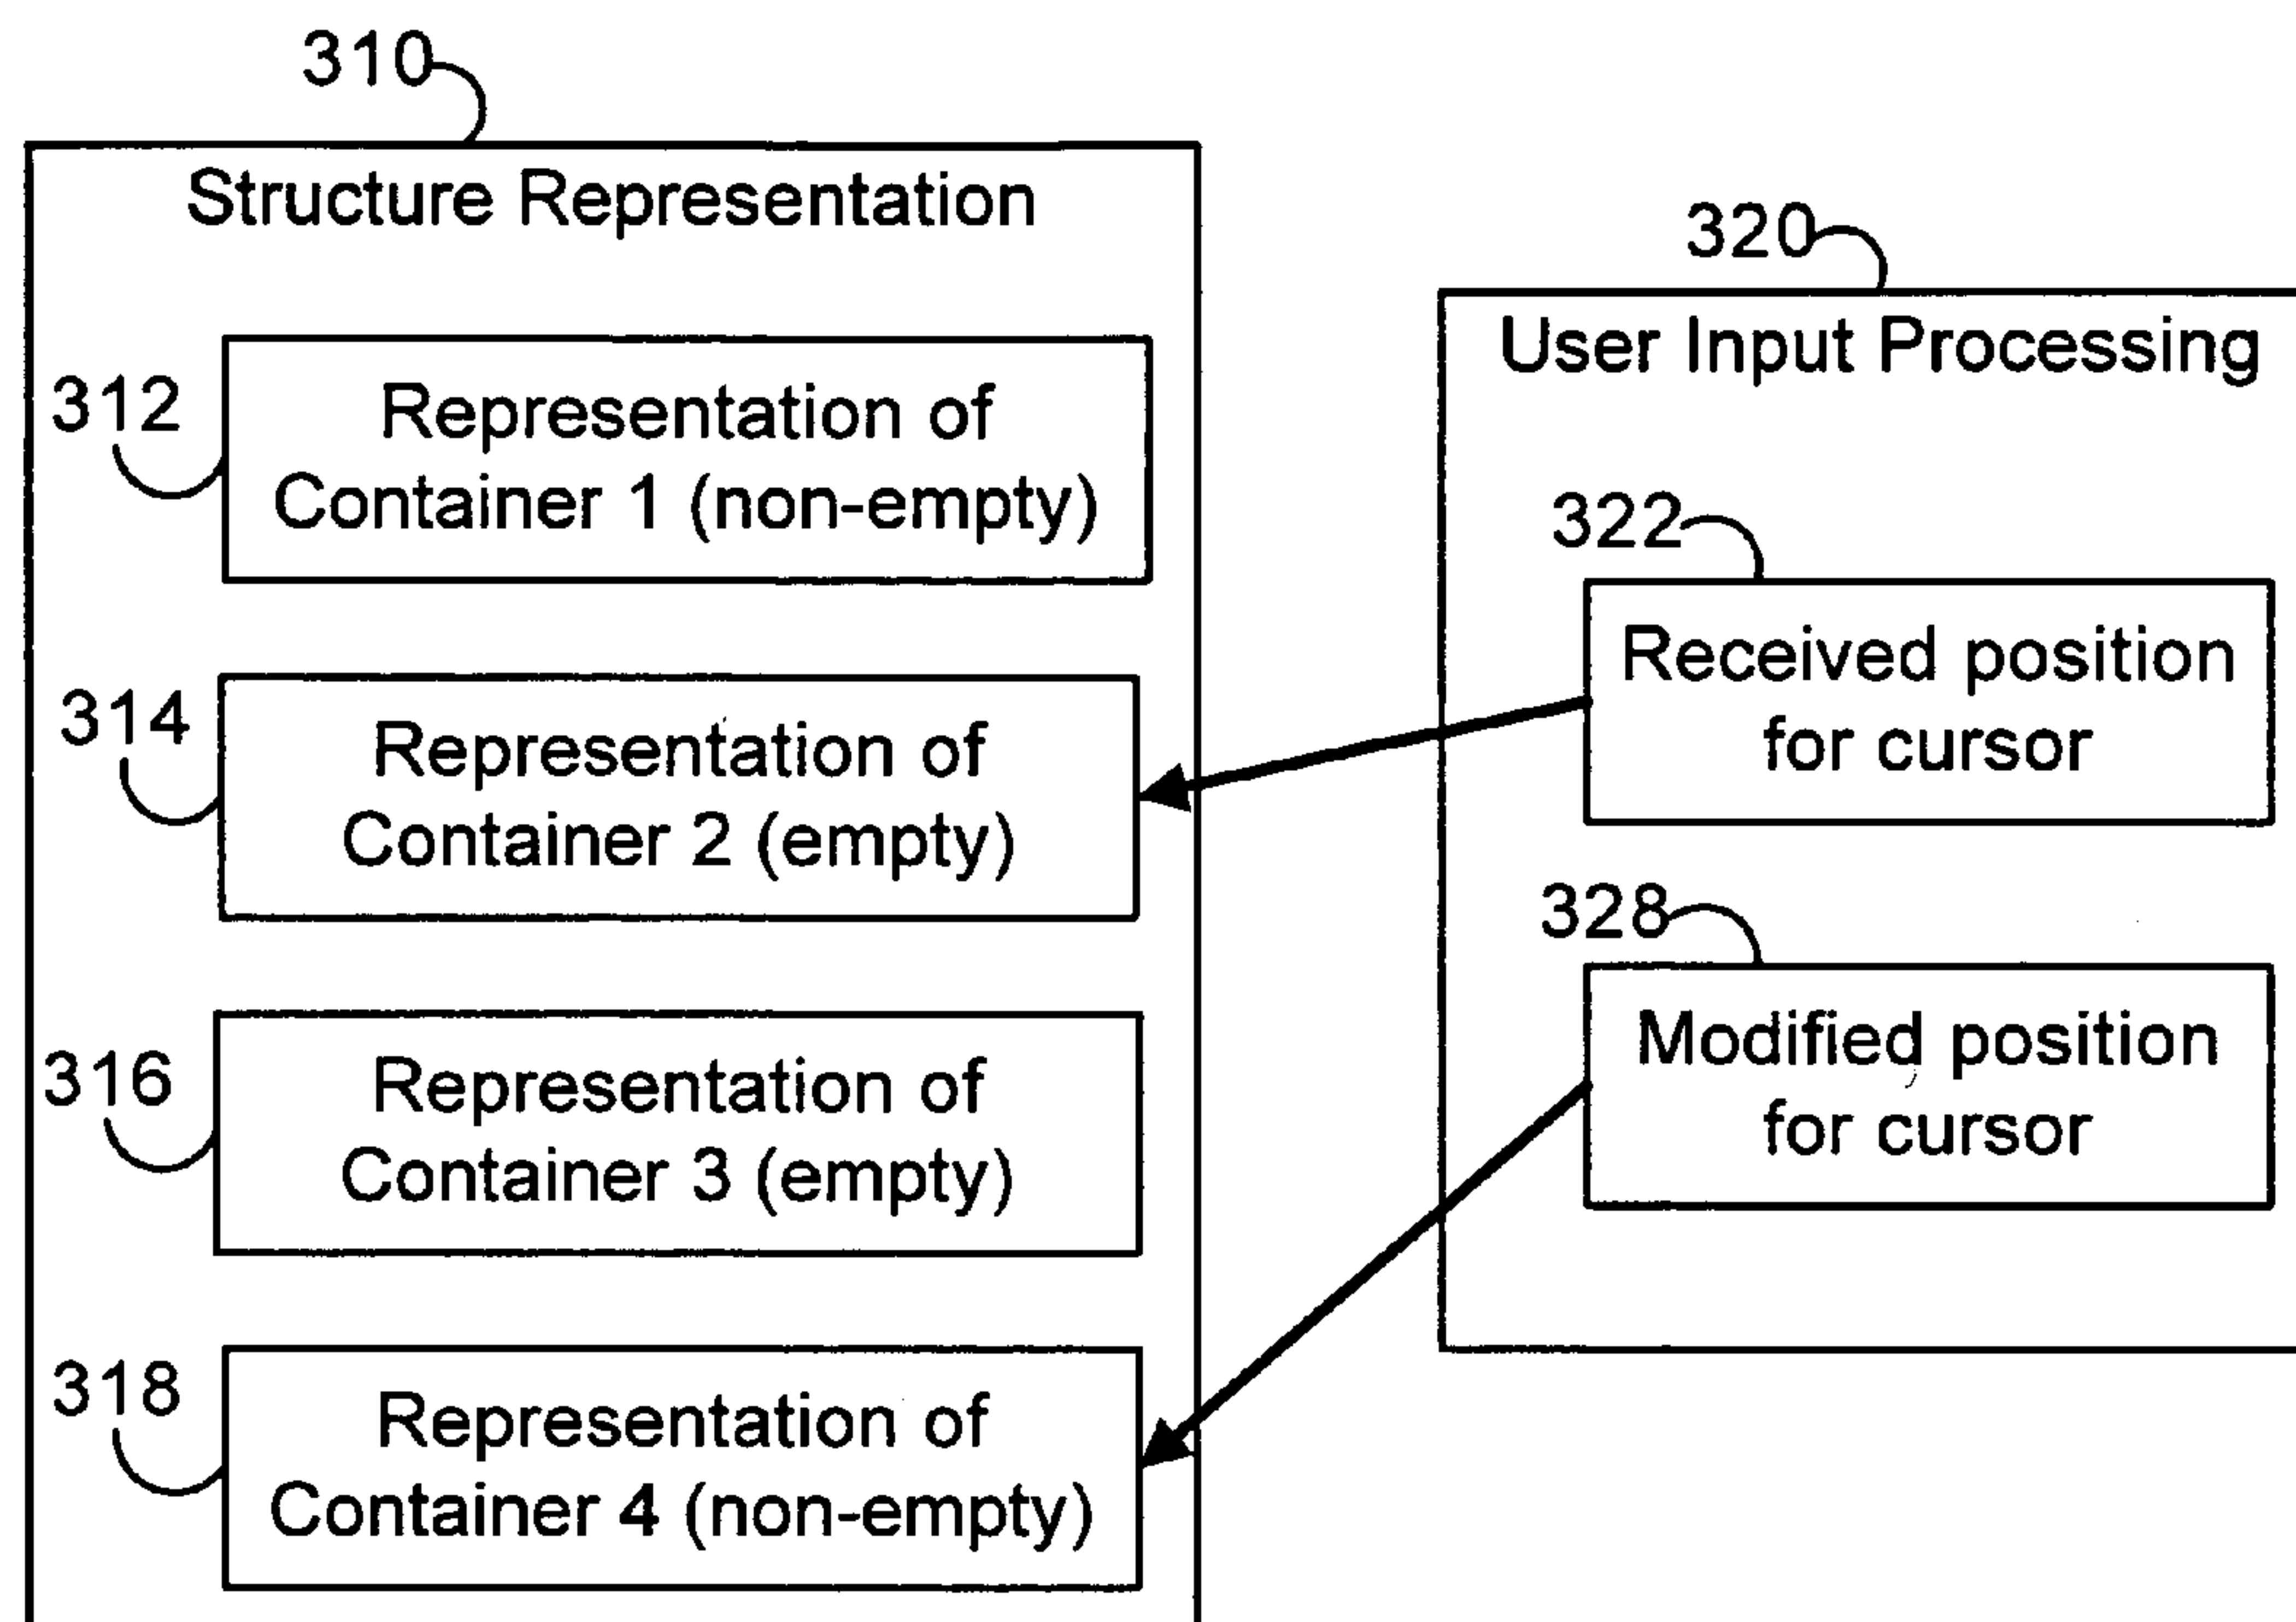 310
Structure Representation
312
Representation of
Container 1 (non-empty)
314
Representation of
Container 2 (empty)
316
Representation of
Container 3 (empty)
318
Representation of
Container 4 (non-empty)
320
User Input Processing
322
Received position
for cursor
328
Modified position
for cursor